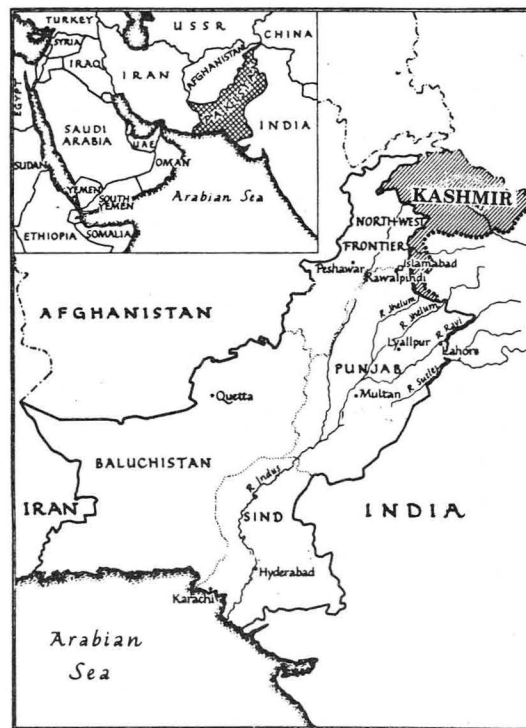 TURKEY
USSR
CHINA
SYRIA
IRAQ
IRAN
AFGHANISTAN
PAKISTAN
EGYPT
SAUDI
ARABIA
UAE
INDIA
OMAN
SUDAN
YEMEN
SOUTH
YEMEN
Arabian Sea
ETHIOPIA
SOMALIA
KASHMIR
NORTH-WEST
FRONTIER
Peshawar
Islamabad
Rawalpindi
AFGHANISTAN
R. Jhelum
R. Jhelum
R. Ravi
Lyallpur
Lahore
PUNJAB
R. Sutlej
Quetta
Multan
BALUCHISTAN
R. Indus
IRAN
SIND
INDIA
Hyderabad
Karachi
Arabian
Sea